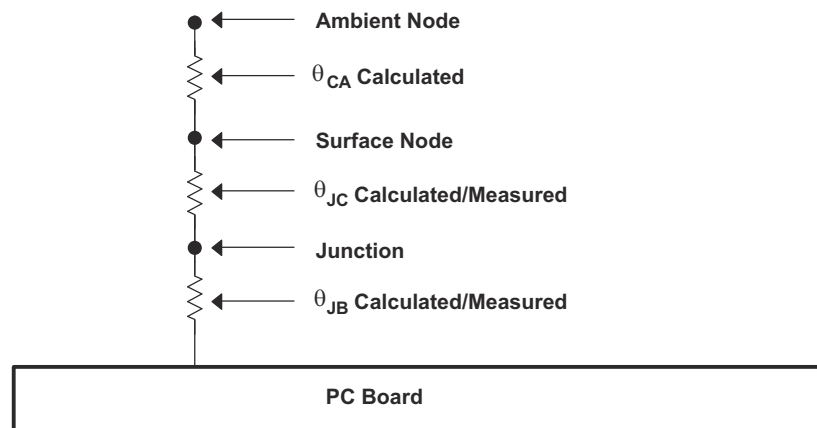 Ambient Node
θCA Calculated
Surface Node
θJC Calculated/Measured
Junction
θJB Calculated/Measured
PC Board